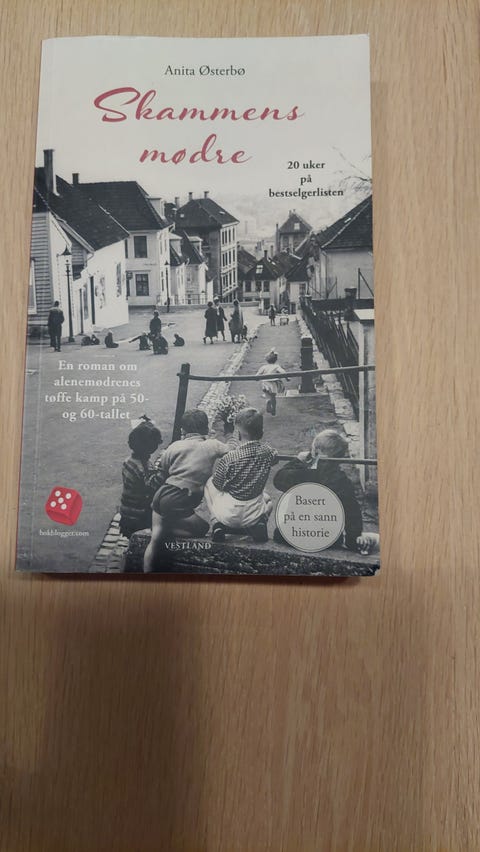 Anita Østerbø
Skammens
mødre
20 uker
på
bestselgerlisten
En roman om
alenemødrenes
tøffe kamp på 50-
og 60-tallet
bokblogger.com
Basert
på en sann
historie
VESTLAND